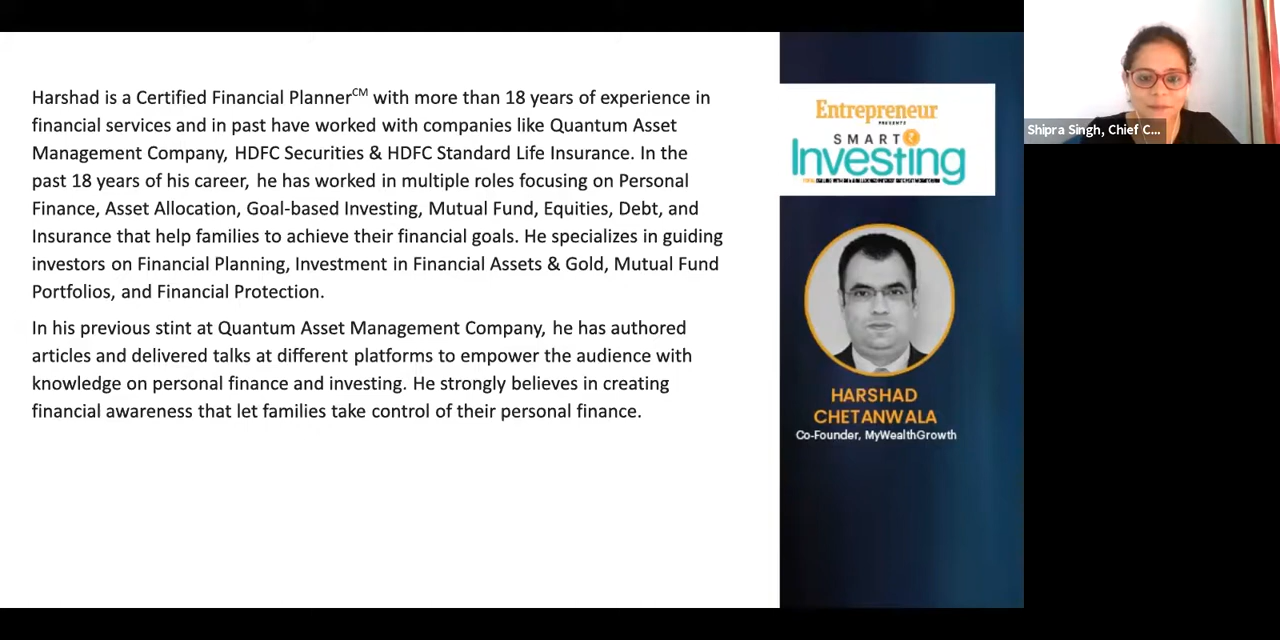 Harshad is a Certified Financial Planner^CM with more than 18 years of experience in
financial services and in past have worked with companies like Quantum Asset
Management Company, HDFC Securities & HDFC Standard Life Insurance. In the
past 18 years of his career, he has worked in multiple roles focusing on Personal
Finance, Asset Allocation, Goal-based Investing, Mutual Fund, Equities, Debt, and
Insurance that help families to achieve their financial goals. He specializes in guiding
investors on Financial Planning, Investment in Financial Assets & Gold, Mutual Fund
Portfolios, and Financial Protection.
In his previous stint at Quantum Asset Management Company, he has authored
articles and delivered talks at different platforms to empower the audience with
knowledge on personal finance and investing. He strongly believes in creating
financial awareness that let families take control of their personal finance.
Entrepreneur
PRESENTS
SMART ₹
Investing
HARSHAD
CHETANWALA
Co-Founder, MyWealthGrowth
Shipra Singh, Chief C...